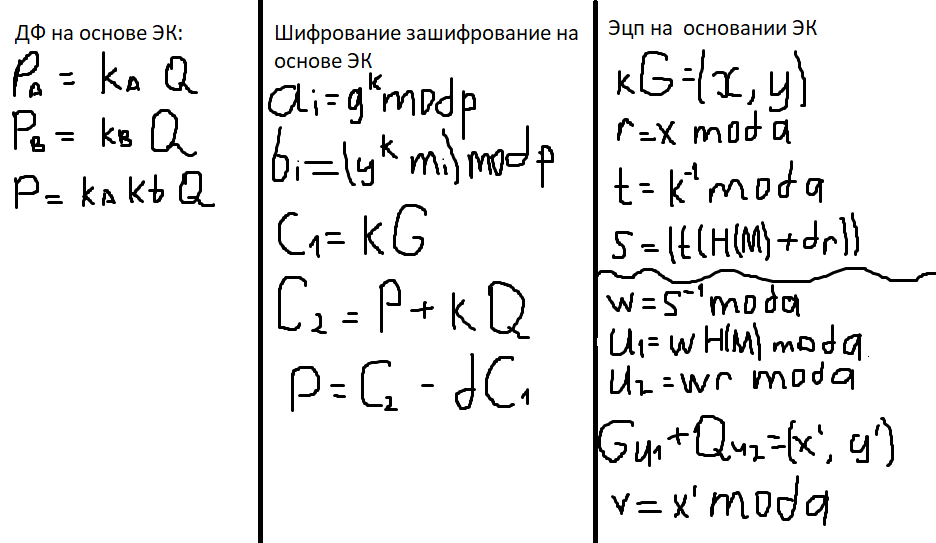 ДФ на основе ЭК:
P_A = k_A Q
P_B = k_B Q
P = k_A k_b Q
Шифрование зашифрование на
основе ЭК
a_i = g^k mod p
b_i = (y^k m_i) mod p
C_1 = kG
C_2 = P + kQ
P = C_2 - dC_1
Эцп на основании ЭК
kG = (x, y)
r = x mod q
t = k^-1 mod q
S = (t(H(M) + dr))
w = S^-1 mod q
u_1 = w H(M) mod q.
u_2 = wr mod q
Gu_1 + Qu_2 = (x', y')
v = x' mod q